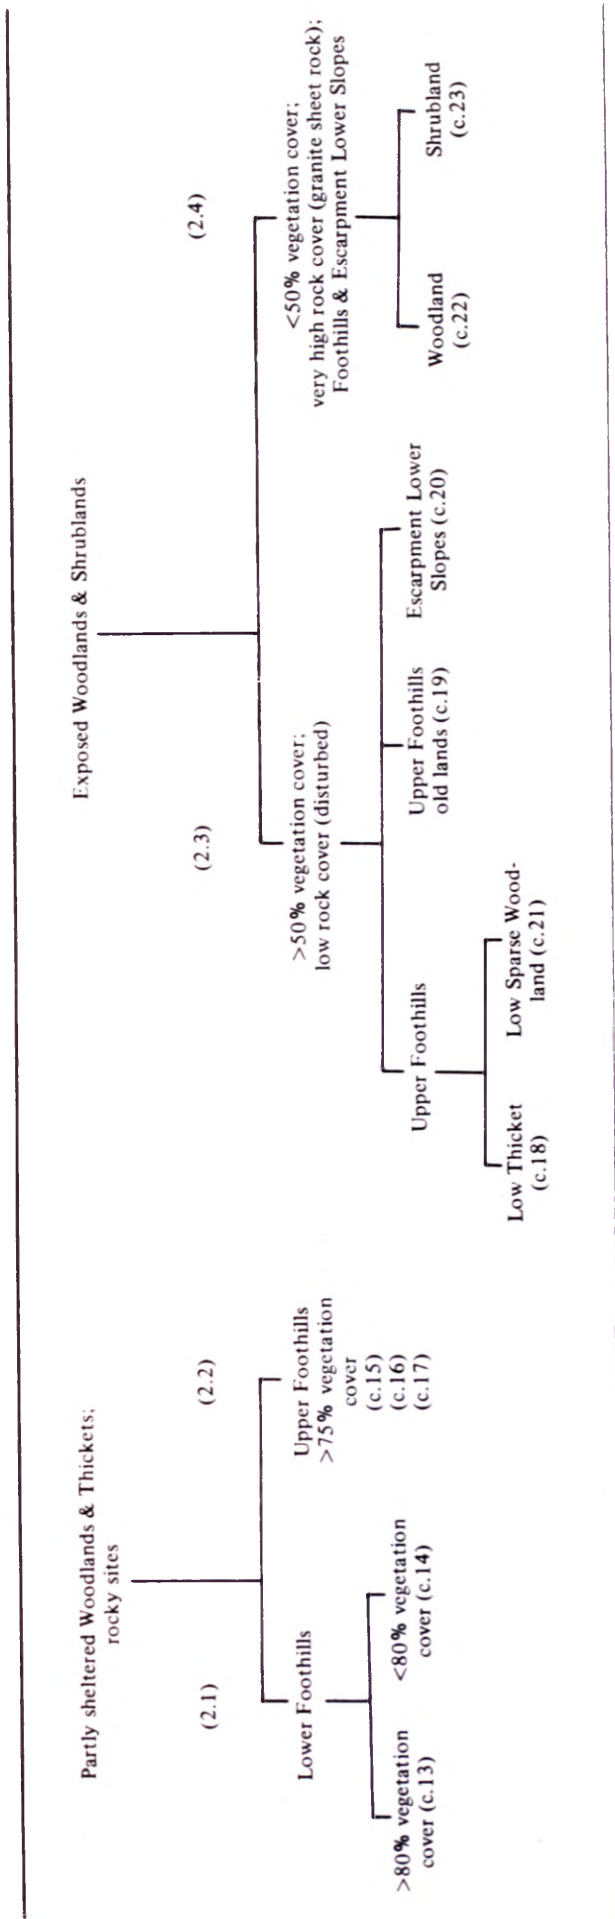 Partly sheltered Woodlands & Thickets;
rocky sites
(2.1)
(2.2)
Lower Foothills
Upper Foothills
>75% vegetation
cover
(c.15)
(c.16)
(c.17)
>80% vegetation
cover (c.13)
<80% vegetation
cover (c.14)
Exposed Woodlands & Shrublands
(2.3)
(2.4)
>50% vegetation cover;
low rock cover (disturbed)
<50% vegetation cover;
very high rock cover (granite sheet rock);
Foothills & Escarpment Lower Slopes
Upper Foothills
Upper Foothills
old lands (c.19)
Escarpment Lower
Slopes (c.20)
Woodland
(c.22)
Shrubland
(c.23)
Low Thicket
(c.18)
Low Sparse Wood-
land (c.21)